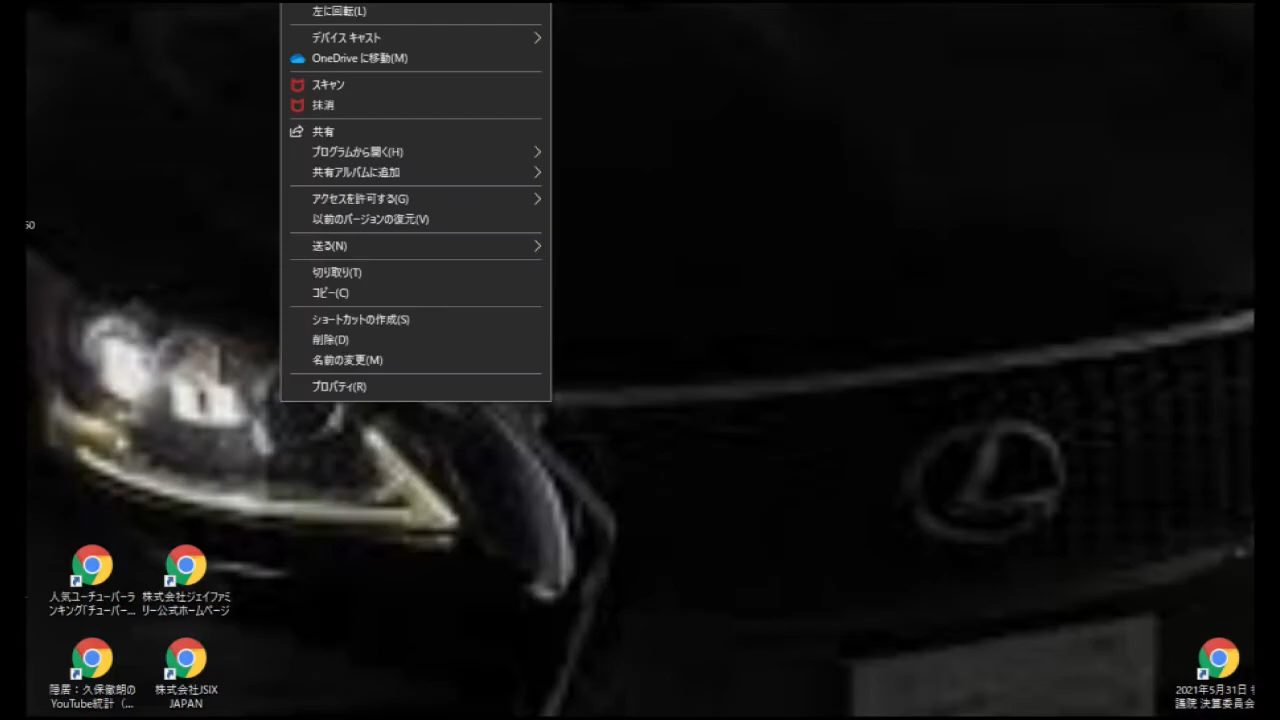 左に回転(L)
デバイス キャスト
OneDrive に移動(M)
スキャン
抹消
共有
プログラムから開く(H)
共有アルバムに追加
アクセスを許可する(G)
以前のバージョンの復元(V)
送る(N)
切り取り(T)
コピー(C)
ショートカットの作成(S)
削除(D)
名前の変更(M)
プロパティ(R)
人気ユーチューバーラ
ンキング「チューバー...
株式会社ジェイファミ
リー公式ホームページ
隠居：久保徹朗の
YouTube統計（...
株式会社JSIX
JAPAN
2021年5月31日
議院 決算委員会